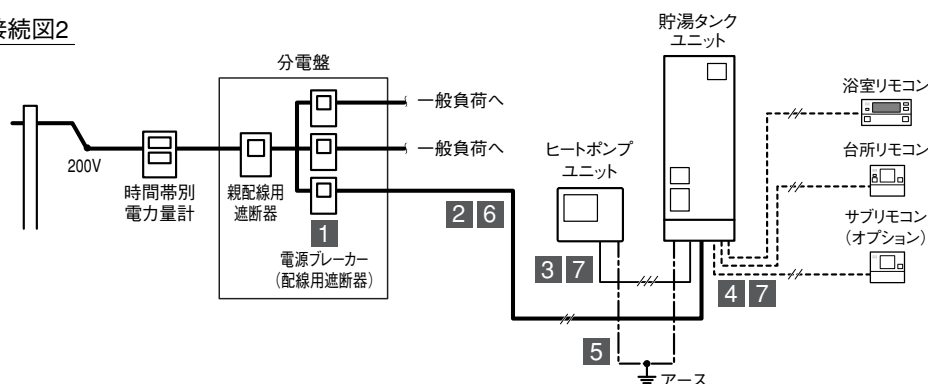 接続図2
貯湯タンク
ユニット
分電盤
一般負荷へ
一般負荷へ
200V
時間帯別
電力量計
親配線用
遮断器
1
電源ブレーカー
(配線用遮断器)
2 6
ヒートポンプ
ユニット
3 7
4 7
5
アース
浴室リモコン
台所リモコン
サブリモコン
(オプション)